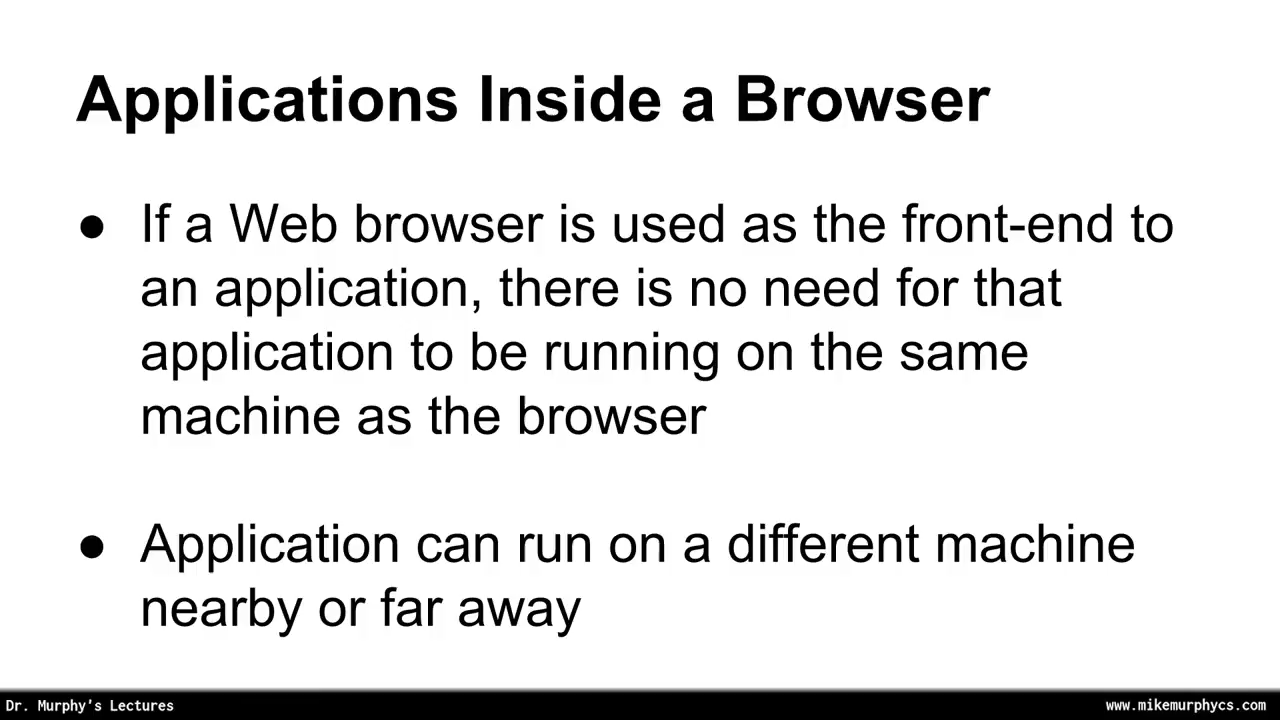 Applications Inside a Browser
● If a Web browser is used as the front-end to
an application, there is no need for that
application to be running on the same
machine as the browser
● Application can run on a different machine
nearby or far away
Dr. Murphy's Lectures
www.mikemurphycs.com